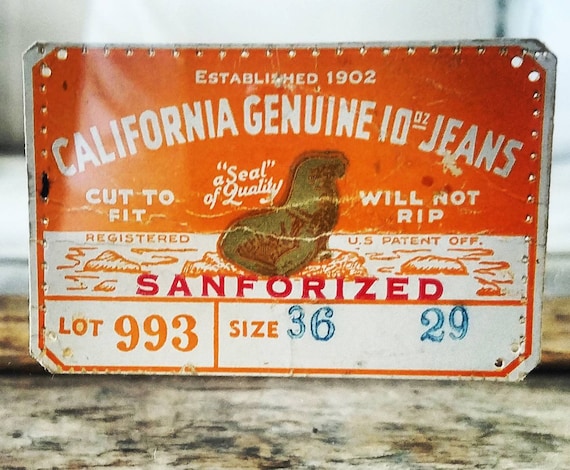 ESTABLISHED 1902
CALIFORNIA GENUINE 10 OZ JEANS
"a Seal"
of Quality
CUT TO
FIT
WILL NOT
RIP
REGISTERED
U.S PATENT OFF.
SANFORIZED
LOT 993
SIZE 36 29